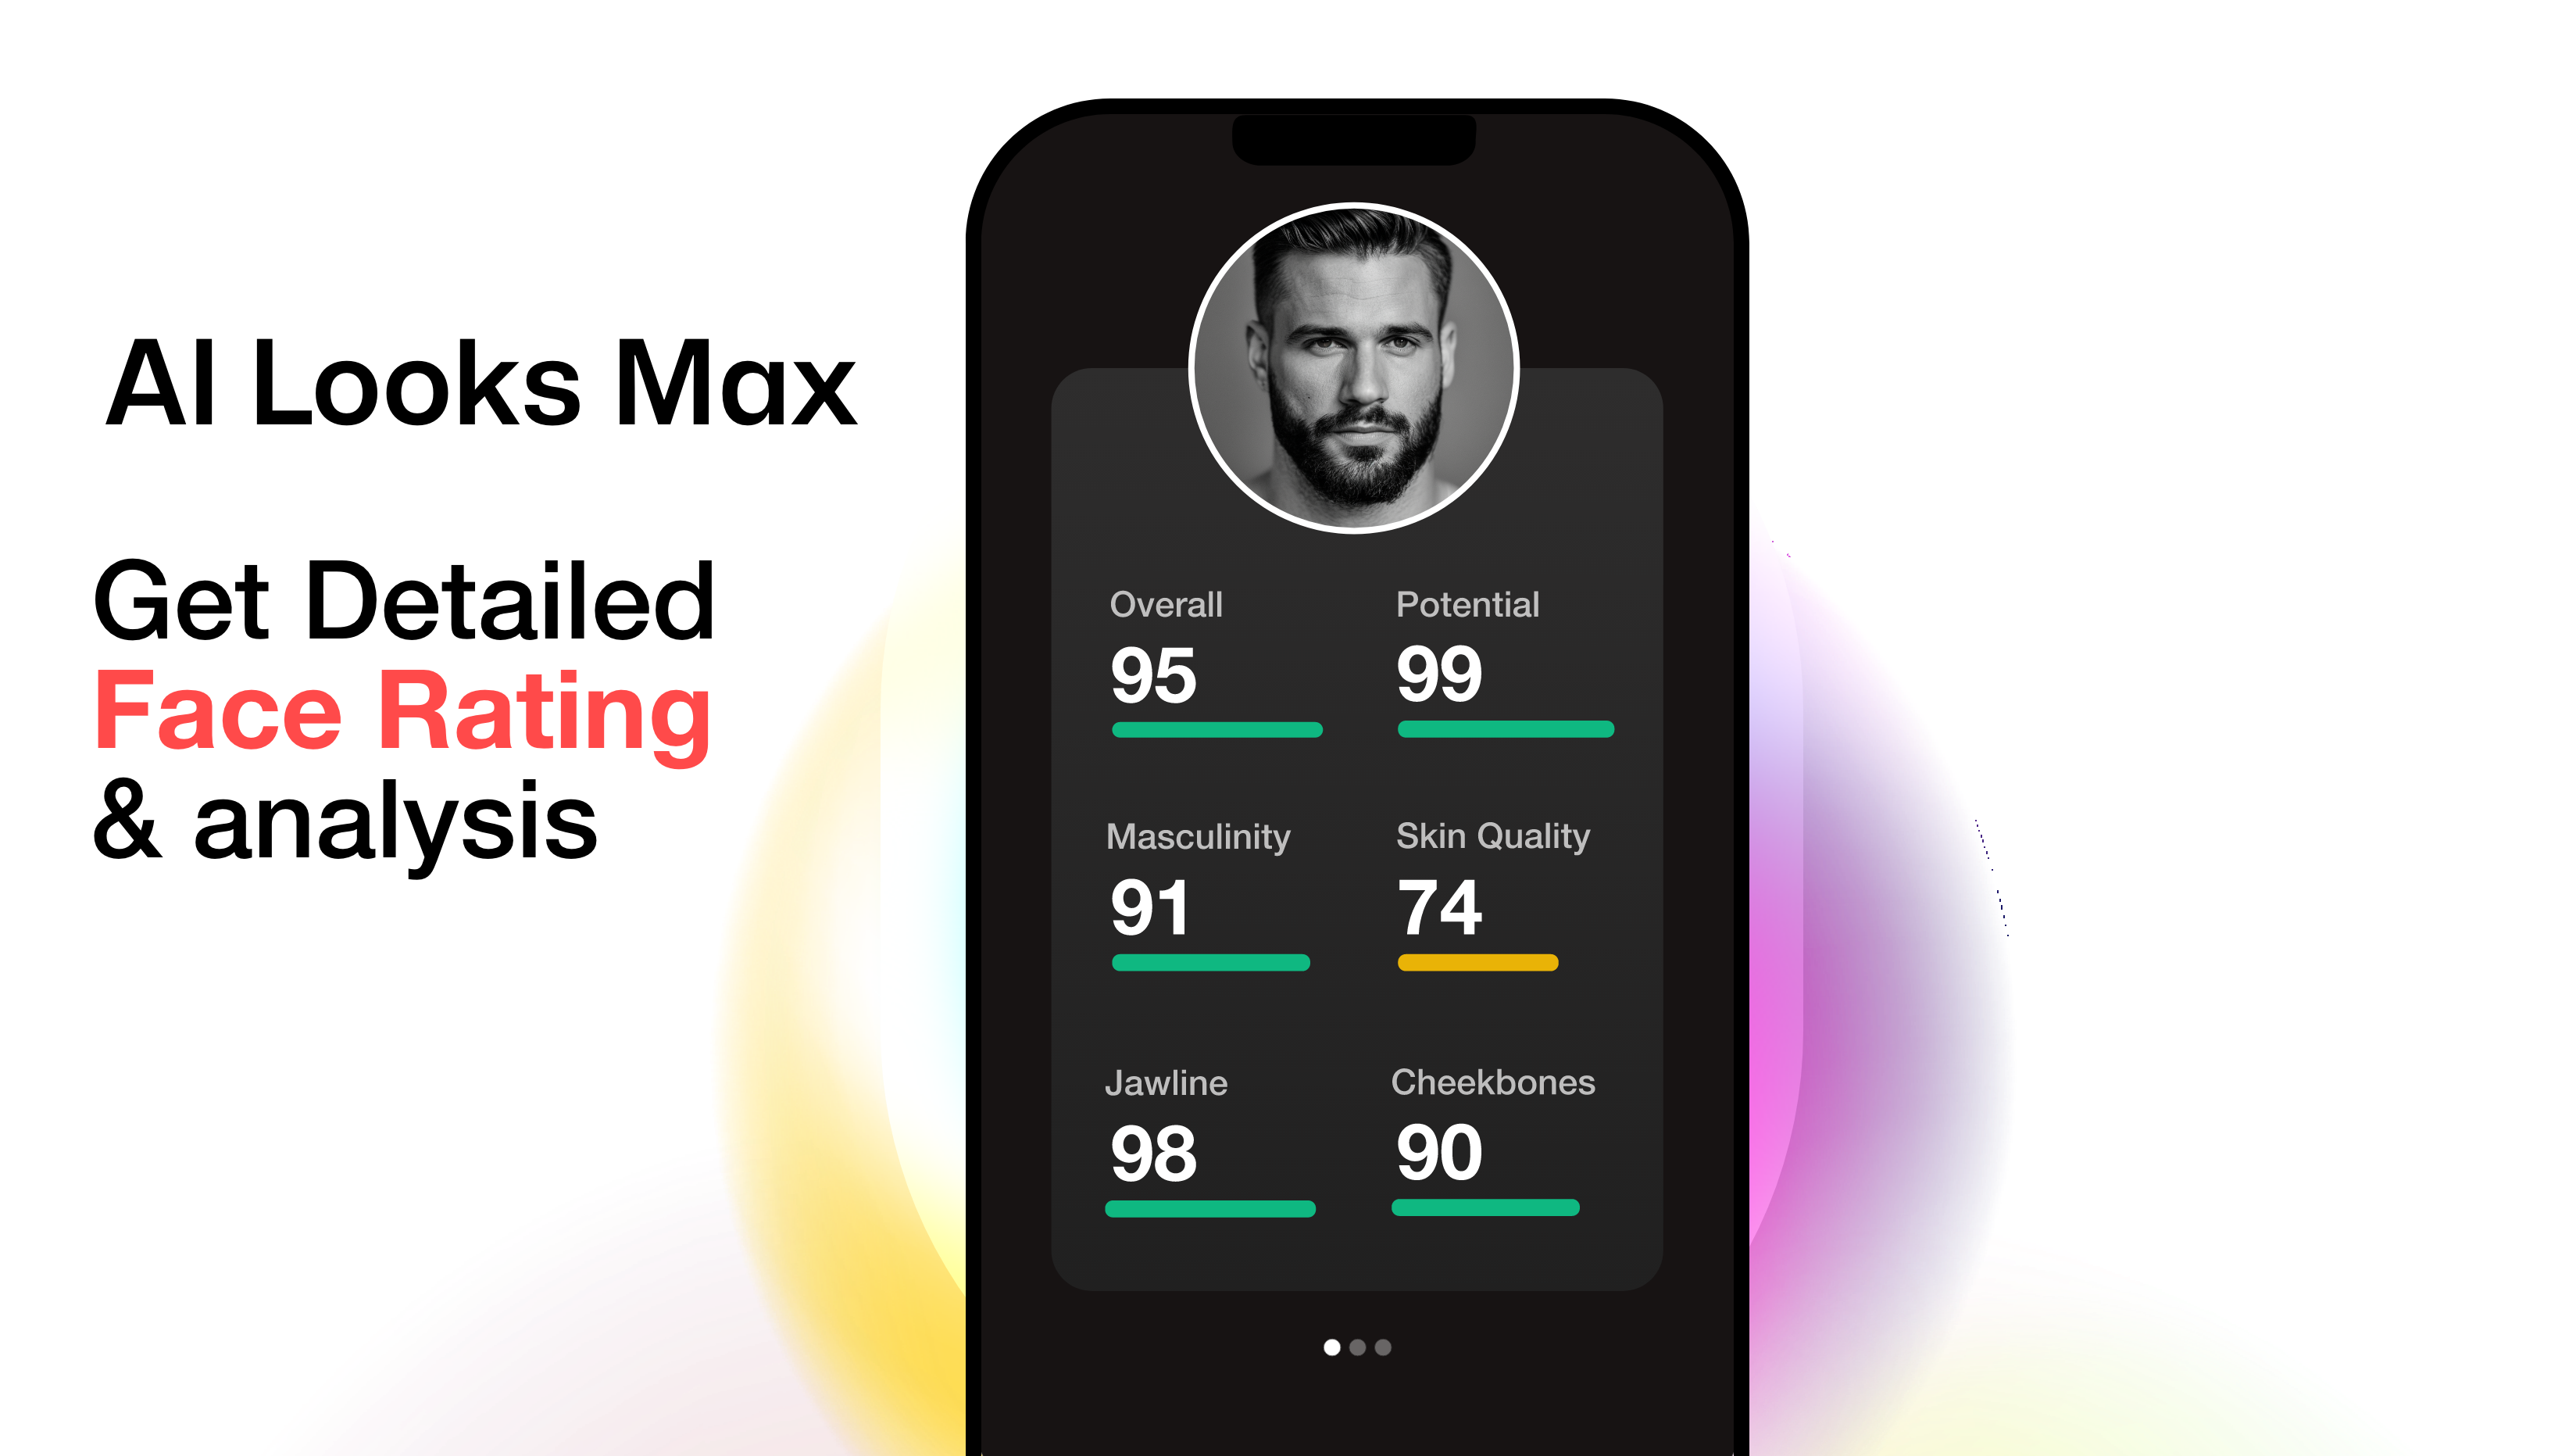 AI Looks Max
Get Detailed
Face Rating
& analysis
Overall
95
Potential
99
Masculinity
91
Skin Quality
74
Jawline
98
Cheekbones
90